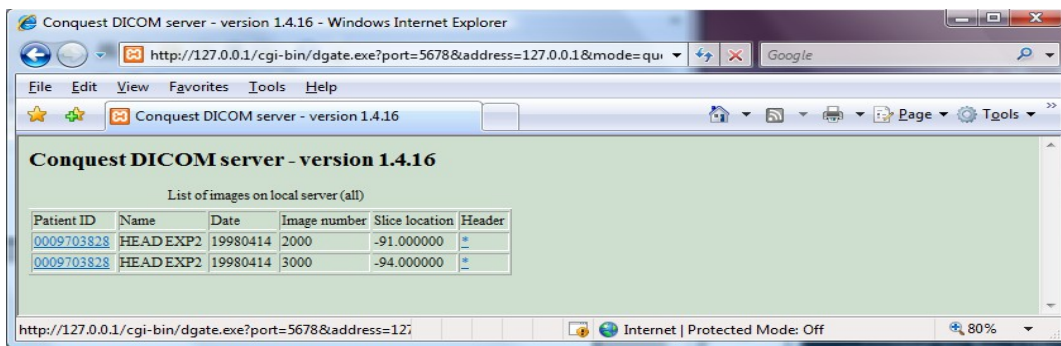 Conquest DICOM server - version 1.4.16 - Windows Internet Explorer
http://127.0.0.1/cgi-bin/dgate.exe?port=5678&address=127.0.0.1&mode=qu
Google
File Edit View Favorites Tools Help
Conquest DICOM server - version 1.4.16
Page Tools
Conquest DICOM server - version 1.4.16
List of images on local server (all)
Patient ID Name Date Image number Slice location Header
0009703828 HEAD EXP2 19980414 2000 -91.000000 *
0009703828 HEAD EXP2 19980414 3000 -94.000000 *
http://127.0.0.1/cgi-bin/dgate.exe?port=5678&address=127
Internet | Protected Mode: Off
80%